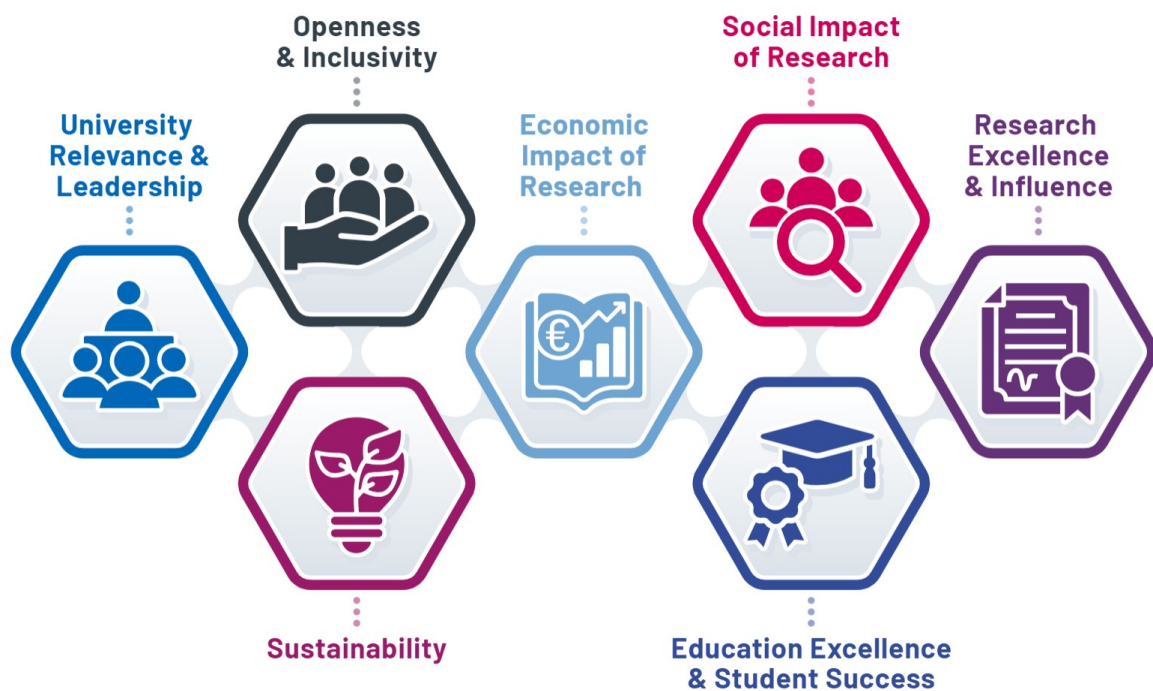 Openness
& Inclusivity
Social Impact
of Research
University
Relevance &
Leadership
Economic
Impact of
Research
Research
Excellence
& Influence
€
Sustainability
Education Excellence
& Student Success